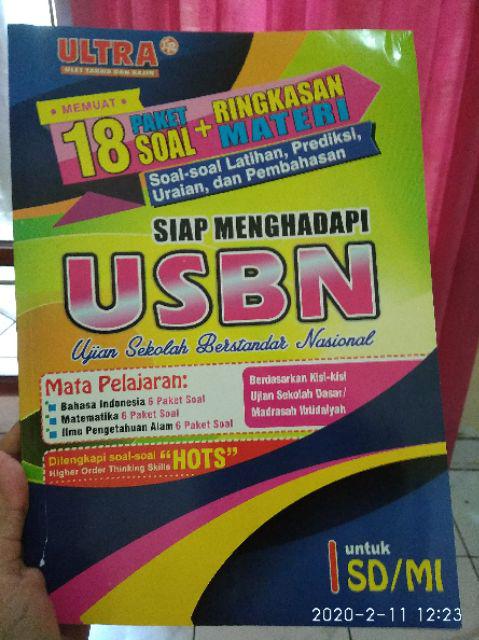 ULTRA
ULET TABAH DAN RAJIN
MEMUAT
18 PAKET SOAL + RINGKASAN MATERI
Soal-soal Latihan, Prediksi,
Uraian, dan Pembahasan
SIAP MENGHADAPI
USBN
Ujian Sekolah Berstandar Nasional
Mata Pelajaran:
Bahasa Indonesia 6 Paket Soal
Matematika 6 Paket Soal
Ilmu Pengetahuan Alam 6 Paket Soal
Berdasarkan Kisi-kisi
Ujian Sekolah Dasar/
Madrasah Ibtidaiyah
Dilengkapi soal-soal "HOTS"
Higher Order Thinking Skills
untuk
SD/MI
2020-2-11 12:23